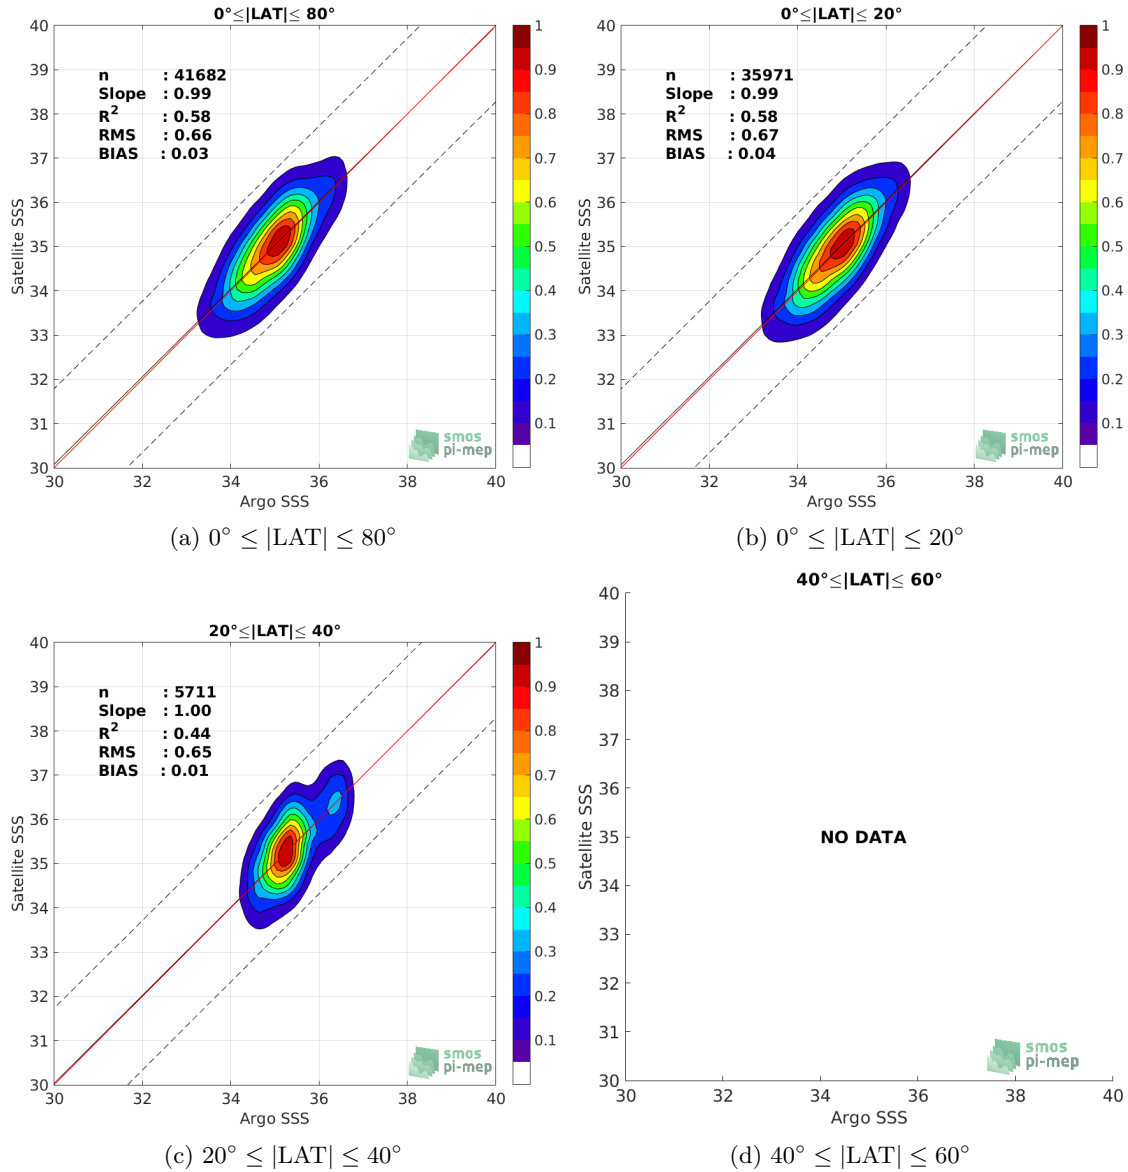 0°≤|LAT|≤ 80°
40
39
38
37
36
35
34
33
32
31
30
Satellite SSS
n : 41682
Slope : 0.99
R² : 0.58
RMS : 0.66
BIAS : 0.03
30 32 34 36 38 40
Argo SSS
smos
pi-mep
1
0.9
0.8
0.7
0.6
0.5
0.4
0.3
0.2
0.1
(a) 0° ≤ |LAT| ≤ 80°
0°≤|LAT|≤ 20°
40
39
38
37
36
35
34
33
32
31
30
Satellite SSS
n : 35971
Slope : 0.99
R² : 0.58
RMS : 0.67
BIAS : 0.04
30 32 34 36 38 40
Argo SSS
smos
pi-mep
1
0.9
0.8
0.7
0.6
0.5
0.4
0.3
0.2
0.1
(b) 0° ≤ |LAT| ≤ 20°
20°≤|LAT|≤ 40°
40
39
38
37
36
35
34
33
32
31
30
Satellite SSS
n : 5711
Slope : 1.00
R² : 0.44
RMS : 0.65
BIAS : 0.01
30 32 34 36 38 40
Argo SSS
smos
pi-mep
1
0.9
0.8
0.7
0.6
0.5
0.4
0.3
0.2
0.1
(c) 20° ≤ |LAT| ≤ 40°
40°≤|LAT|≤ 60°
40
39
38
37
36
35
34
33
32
31
30
Satellite SSS
NO DATA
30 32 34 36 38 40
Argo SSS
smos
pi-mep
(d) 40° ≤ |LAT| ≤ 60°